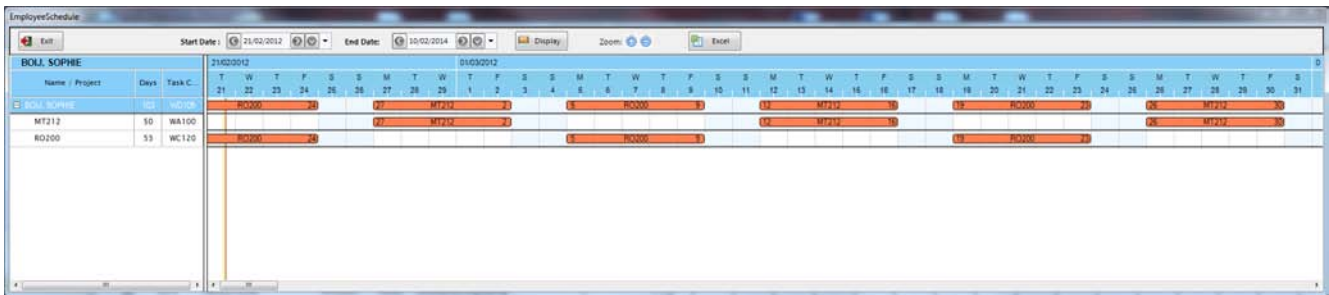 EmployeeSchedule
Exit Start Date : 21/02/2012 End Date: 10/02/2014 Display Zoom: Excel
BOIJ, SOPHIE 21/02/2012 01/03/2012 0
Name / Project Days Task C... T W T F S S M T W T F S S M T W T F S S M T W T F S S M T W T F S S M T W T F S
21 22 23 24 25 26 27 28 29 1 2 3 4 5 6 7 8 9 10 11 12 13 14 15 16 17 18 19 20 21 22 23 24 25 26 27 28 29 30 31
BOIJ, SOPHIE 103 RO200 24 27 MT212 2 5 RO200 9 12 MT212 16 19 RO200 23 26 MT212 30
MT212 50 WA100 27 MT212 2 12 MT212 16 26 MT212 30
RO200 53 WC120 RO200 24 5 RO200 9 19 RO200 23